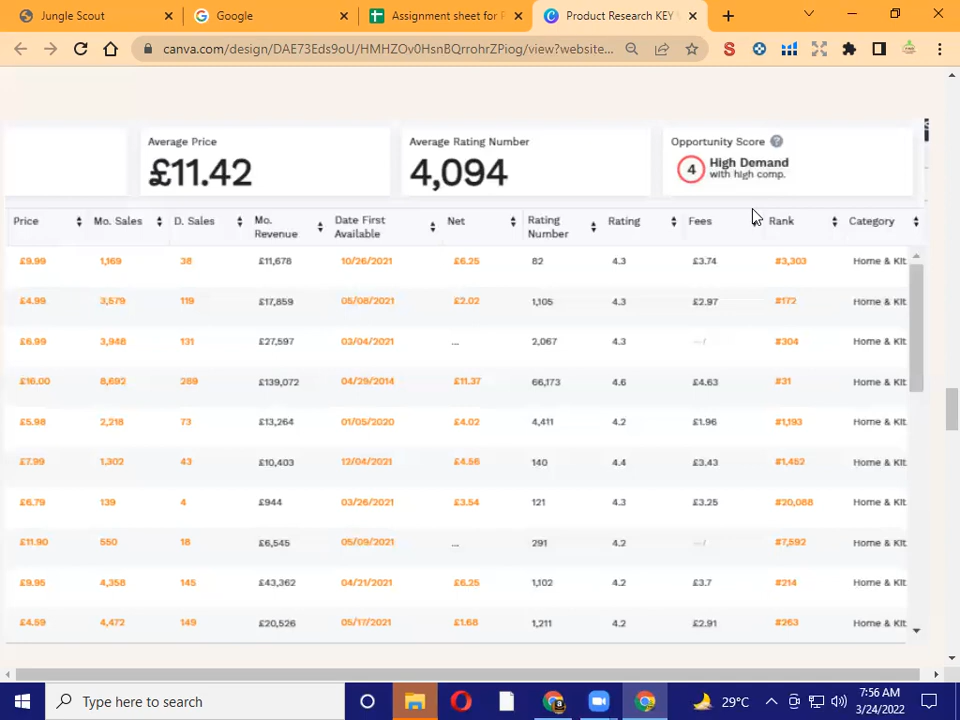 Jungle Scout
Google
Assignment sheet for F
Product Research KEY
canva.com/design/DAE73Eds9oU/HMHZOv0HsnBQrrohrZPiog/view?website...
Average Price
£11.42
Average Rating Number
4,094
Opportunity Score
4 High Demand
with high comp.
Price Mo. Sales D. Sales Mo. Revenue Date First Available Net Rating Number Rating Fees Rank Category
£9.99 1,169 38 £11,678 10/26/2021 £6.25 82 4.3 £3.74 #3,303 Home & Kit
£4.99 3,579 119 £17,859 05/08/2021 £2.02 1,105 4.3 £2.97 #172 Home & Kit
£6.99 3,948 131 £27,597 03/04/2021 ... 2,067 4.3 --/ #304 Home & Kit
£16.00 8,692 289 £139,072 04/29/2014 £11.37 66,173 4.6 £4.63 #31 Home & Kit
£5.98 2,218 73 £13,264 01/05/2020 £4.02 4,411 4.2 £1.96 #1,193 Home & Kit
£7.99 1,302 43 £10,403 12/04/2021 £4.56 140 4.4 £3.43 #1,452 Home & Kit
£6.79 139 4 £944 03/26/2021 £3.54 121 4.3 £3.25 #20,088 Home & Kit
£11.90 550 18 £6,545 05/09/2021 ... 291 4.2 --/ #7,592 Home & Kit
£9.95 4,358 145 £43,362 04/21/2021 £6.25 1,102 4.2 £3.7 #214 Home & Kit
£4.59 4,472 149 £20,526 05/17/2021 £1.68 1,211 4.2 £2.91 #263 Home & Kit
Type here to search
29°C
7:56 AM
3/24/2022